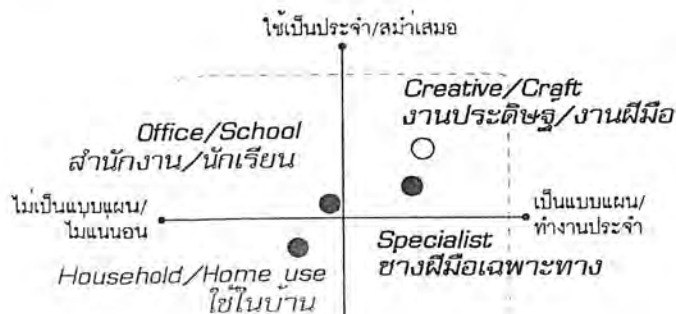 ใช้เป็นประจำ/สม่ำเสมอ
Creative/Craft
งานประดิษฐ์/งานฝีมือ
Office/School
สำนักงาน/นักเรียน
ไม่เป็นแบบแผน/
ไม่แน่นอน
เป็นแบบแผน/
ทำงานประจำ
Specialist
ช่างฝีมือเฉพาะทาง
Household/Home use
ใช้ในบ้าน